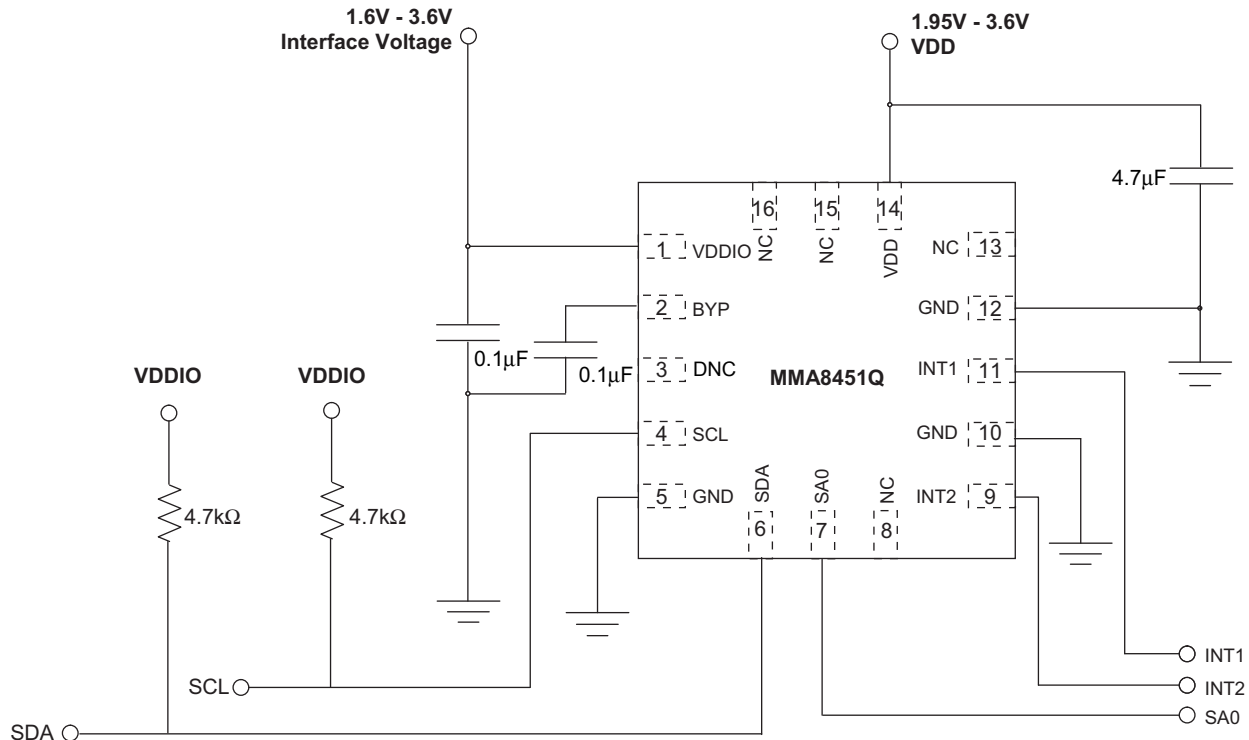 1.6V - 3.6V
Interface Voltage
1.95V - 3.6V
VDD
4.7μF
16
15
14
NC
NC
VDD
1
VDDIO
NC
13
2
BYP
GND
12
0.1μF
0.1μF
3
DNC
MMA8451Q
INT1
11
VDDIO
VDDIO
4
SCL
GND
10
5
GND
SDA
SA0
NC
INT2
9
6
7
8
4.7kΩ
4.7kΩ
INT1
SCL
INT2
SA0
SDA